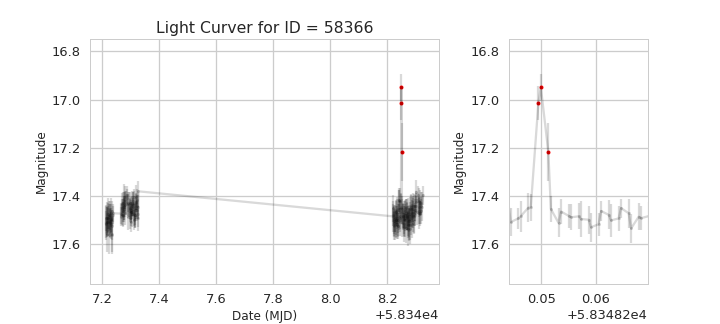 Light Curver for ID = 58366
Magnitude
16.8
17.0
17.2
17.4
17.6
7.2 7.4 7.6 7.8 8.0 8.2
Date (MJD)
+5.834e4
Magnitude
16.8
17.0
17.2
17.4
17.6
0.05 0.06
+5.83482e4